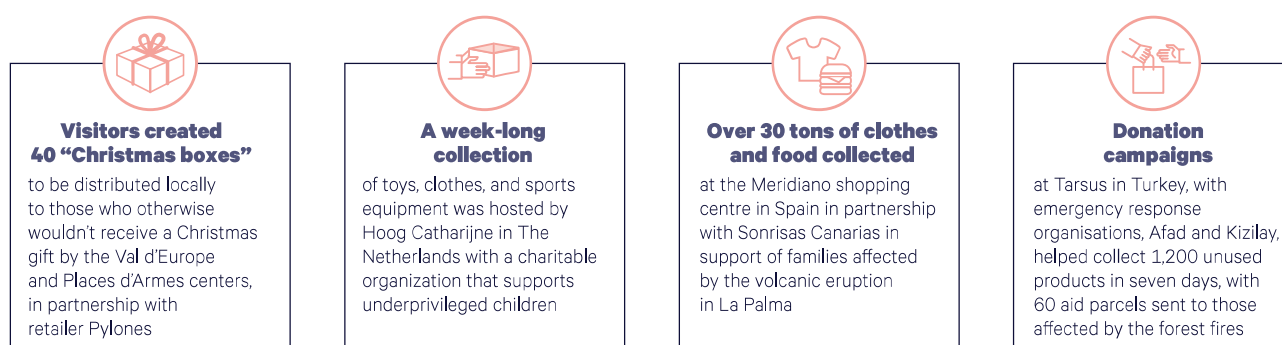 Visitors created
40 “Christmas boxes”
to be distributed locally
to those who otherwise
wouldn’t receive a Christmas
gift by the Val d’Europe
and Places d’Armes centers,
in partnership with
retailer Pylones
A week-long
collection
of toys, clothes, and sports
equipment was hosted by
Hoog Catharijne in The
Netherlands with a charitable
organization that supports
underprivileged children
Over 30 tons of clothes
and food collected
at the Meridiano shopping
centre in Spain in partnership
with Sonrisas Canarias in
support of families affected
by the volcanic eruption
in La Palma
Donation
campaigns
at Tarsus in Turkey, with
emergency response
organisations, Afad and Kizilay,
helped collect 1,200 unused
products in seven days, with
60 aid parcels sent to those
affected by the forest fires